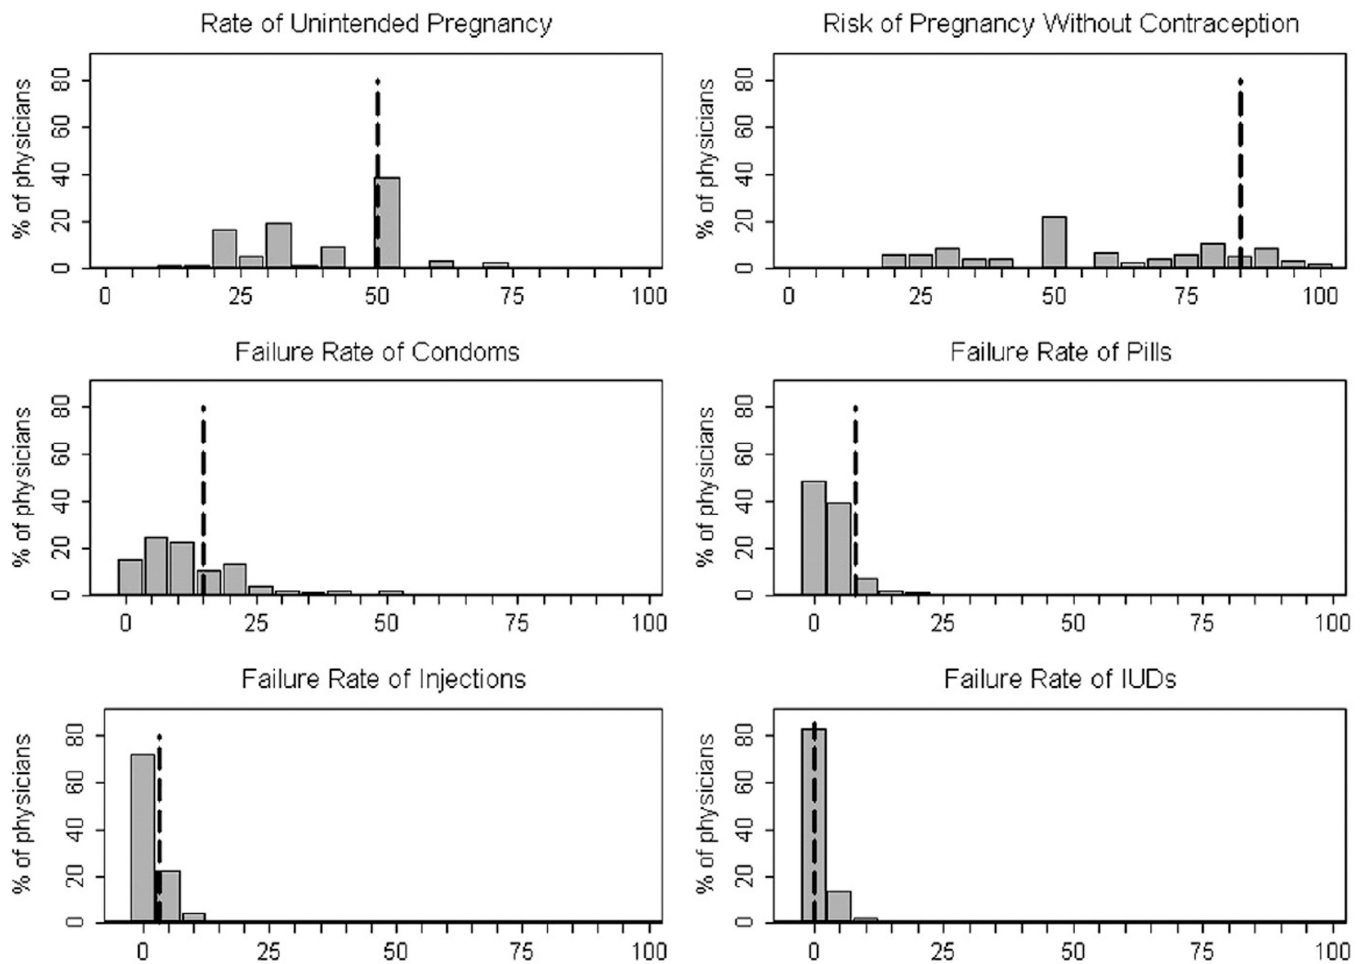 Rate of Unintended Pregnancy
% of physicians
0 20 40 60 80
0 25 50 75 100
Risk of Pregnancy Without Contraception
% of physicians
0 20 40 60 80
0 25 50 75 100
Failure Rate of Condoms
% of physicians
0 20 40 60 80
0 25 50 75 100
Failure Rate of Pills
% of physicians
0 20 40 60 80
0 25 50 75 100
Failure Rate of Injections
% of physicians
0 20 40 60 80
0 25 50 75 100
Failure Rate of IUDs
% of physicians
0 20 40 60 80
0 25 50 75 100